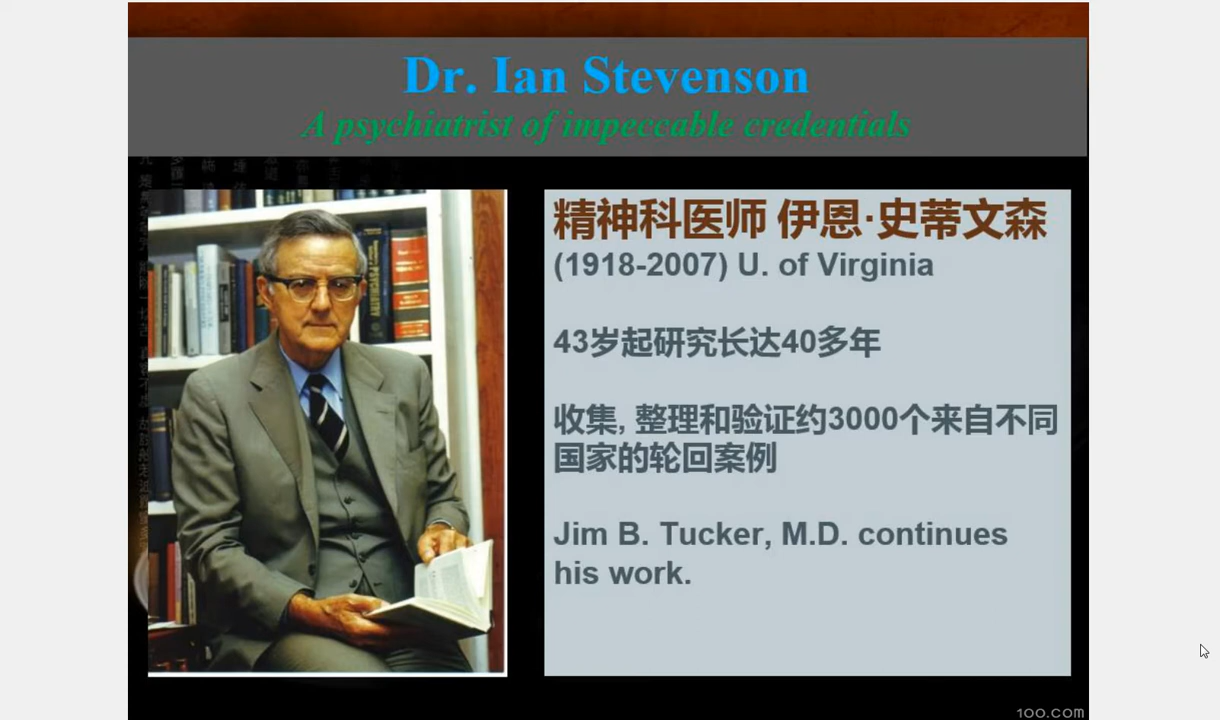 Dr. Ian Stevenson
A psychiatrist of impeccable credentials
精神科医师 伊恩·史蒂文森
(1918-2007) U. of Virginia
43岁起研究长达40多年
收集, 整理和验证约3000个来自不同
国家的轮回案例
Jim B. Tucker, M.D. continues
his work.
PSYCHIATRY
100.com